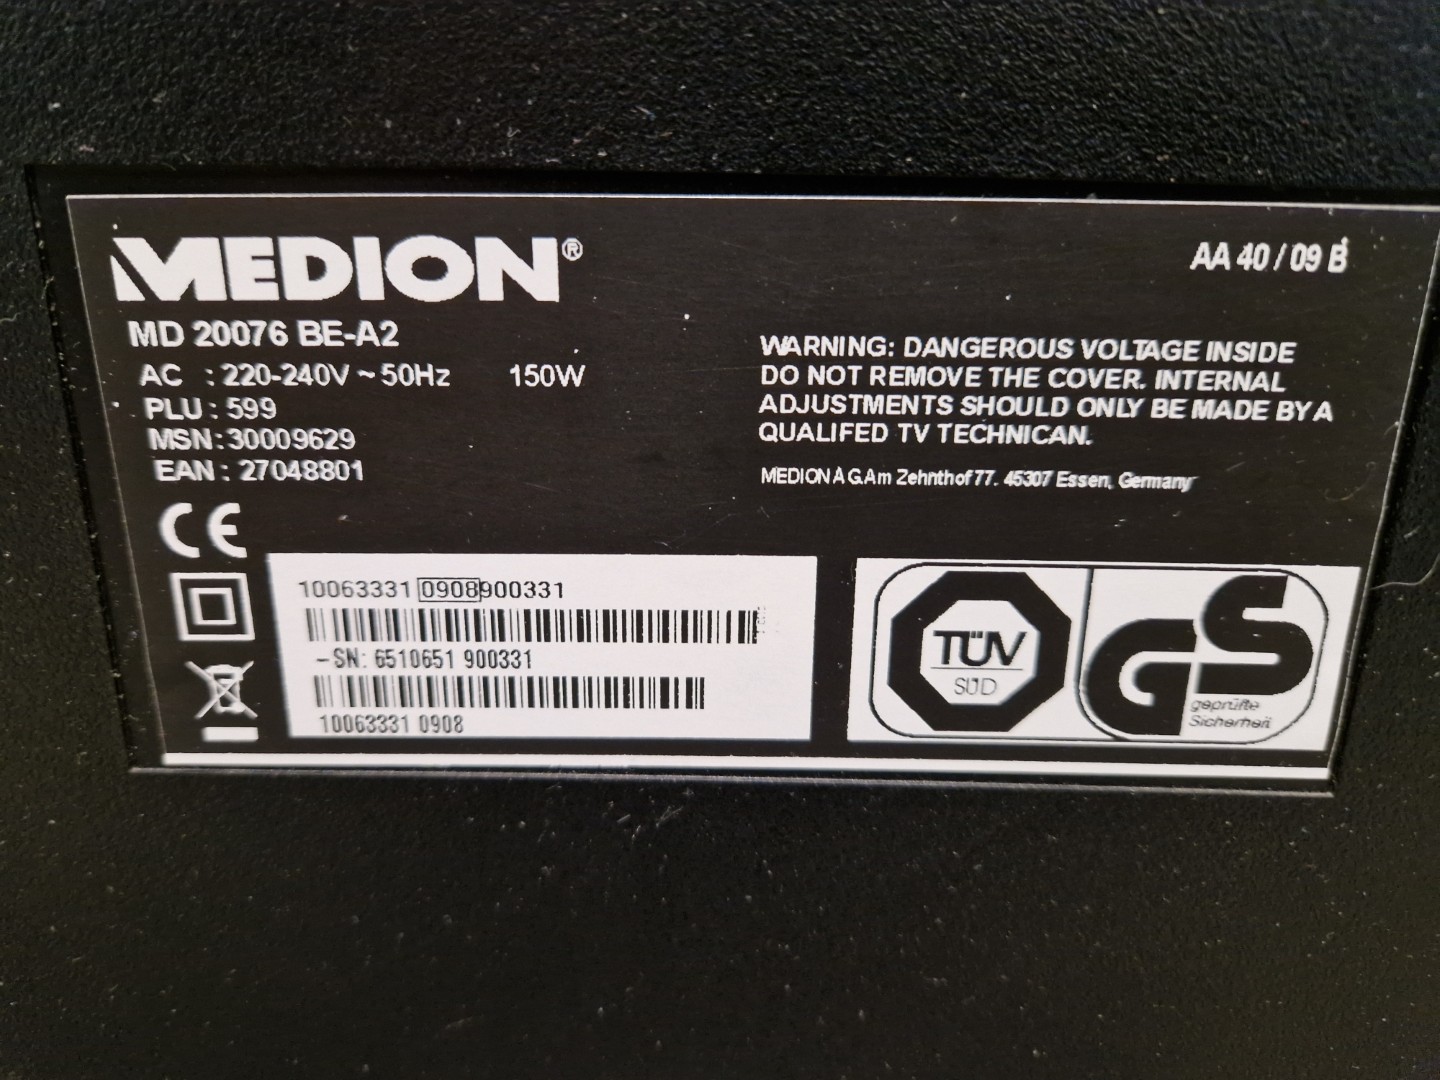 MEDION®
AA 40 / 09 B
MD 20076 BE-A2
AC : 220-240V ~ 50Hz 150W
PLU : 599
MSN : 30009629
EAN : 27048801
WARNING: DANGEROUS VOLTAGE INSIDE
DO NOT REMOVE THE COVER. INTERNAL
ADJUSTMENTS SHOULD ONLY BE MADE BY A
QUALIFED TV TECHNICAN.
MEDION AG.Am Zehnthof 77. 45307 Essen, Germany
CE
10063331 0908900331
-SN: 6510651 900331
10063331 0908
TÜV
SÜD
GS
geprüfte
Sicherheit